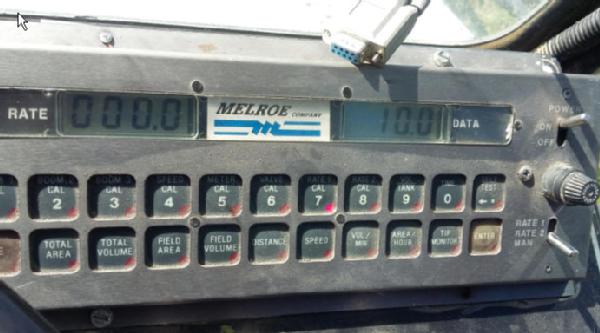 RATE 000.0 MELROE COMPANY 10.0 DATA
POWER
ON
OFF
BOOM 2 CAL 2
BOOM 3 CAL 3
SPEED CAL 4
METER CAL 5
VALVE CAL 6
RATE 1 CAL 7
RATE 2 CAL 8
VOL TANK 9
0
TEST
TOTAL AREA
TOTAL VOLUME
FIELD AREA
FIELD VOLUME
DISTANCE
SPEED
VOL/MIN
AREA/HOUR
TIP MONITOR
ENTER
RATE 1
RATE 2
MAN